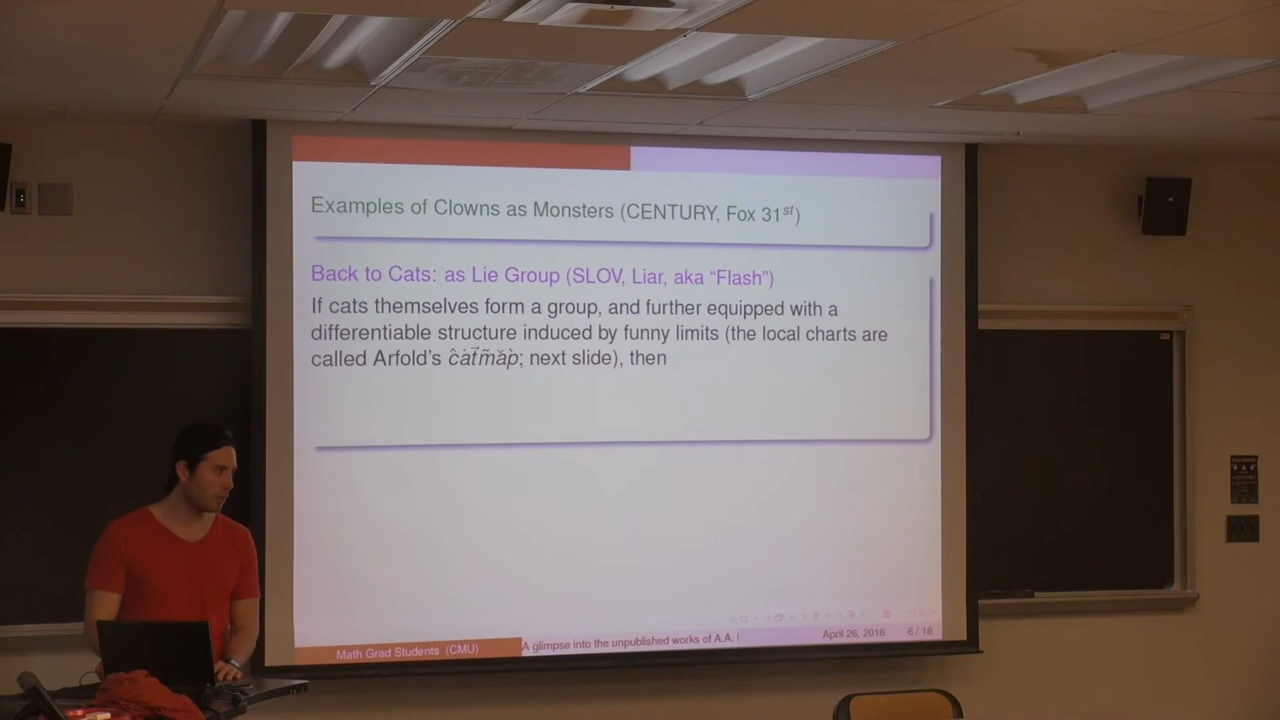 Examples of Clowns as Monsters (CENTURY, Fox 31st)
Back to Cats: as Lie Group (SLOV, Liar, aka “Flash”)
If cats themselves form a group, and further equipped with a
differentiable structure induced by funny limits (the local charts are
called Arfold's ĉȧt⃗m̃ăp̀; next slide), then
Math Grad Students (CMU)
A glimpse into the unpublished works of A.A. I
April 26, 2016
6 / 18